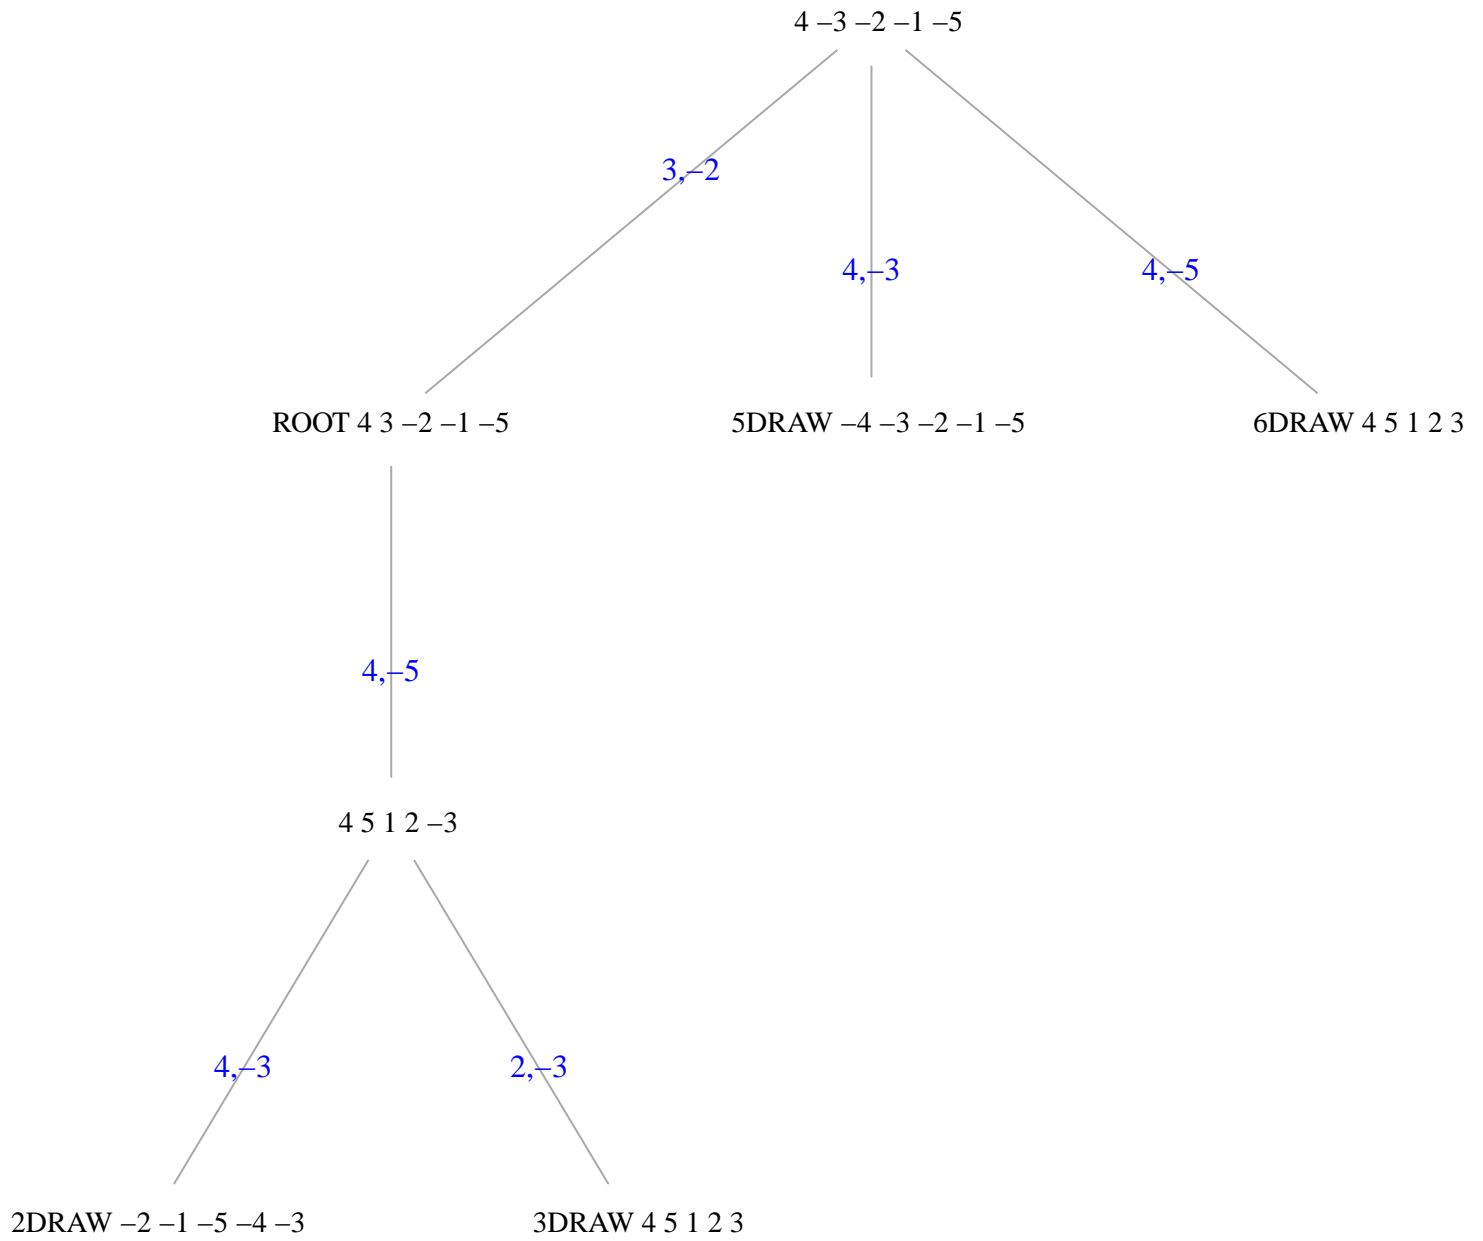 4 –3 –2 –1 –5
3,–2
4,–3
4,–5
ROOT 4 3 –2 –1 –5
5DRAW –4 –3 –2 –1 –5
6DRAW 4 5 1 2 3
4,–5
4 5 1 2 –3
4,–3
2,–3
2DRAW –2 –1 –5 –4 –3
3DRAW 4 5 1 2 3